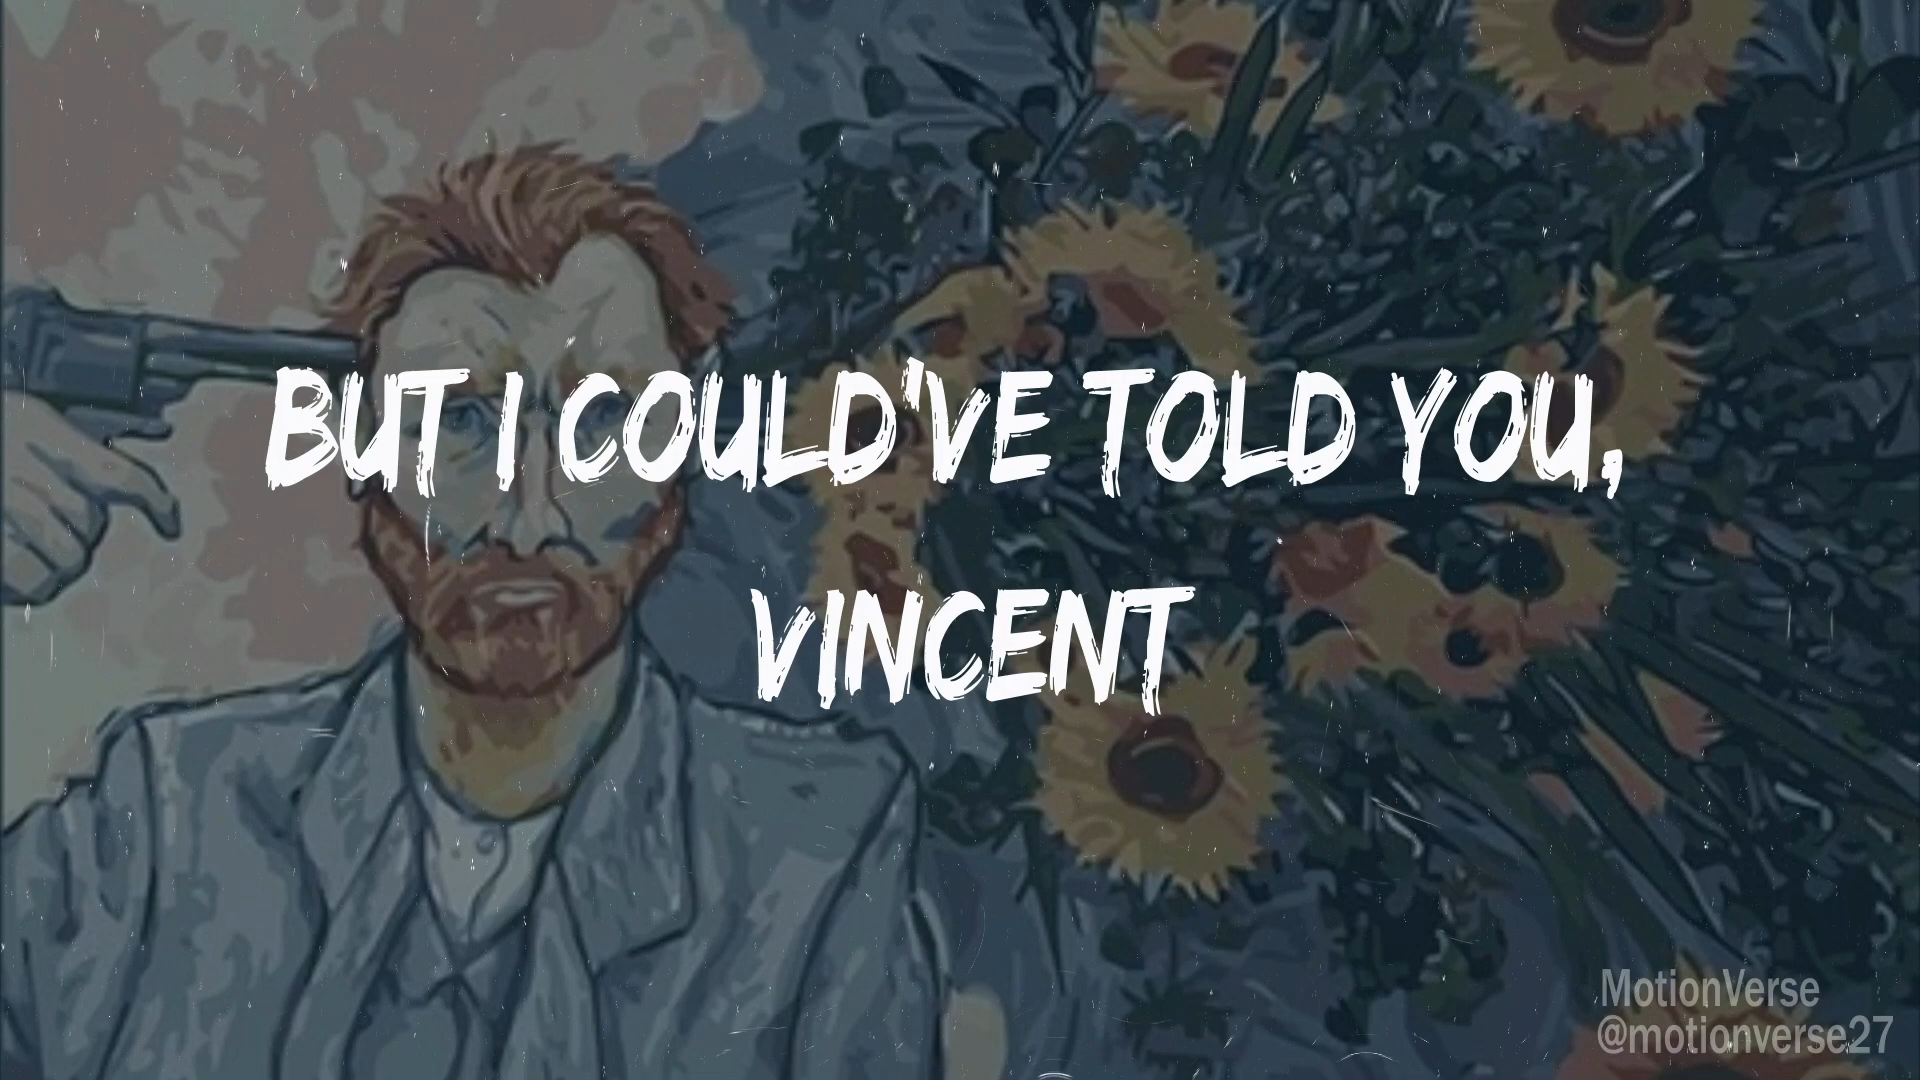 BUT I COULD'VE TOLD YOU,
VINCENT
MotionVerse
@motionverse27